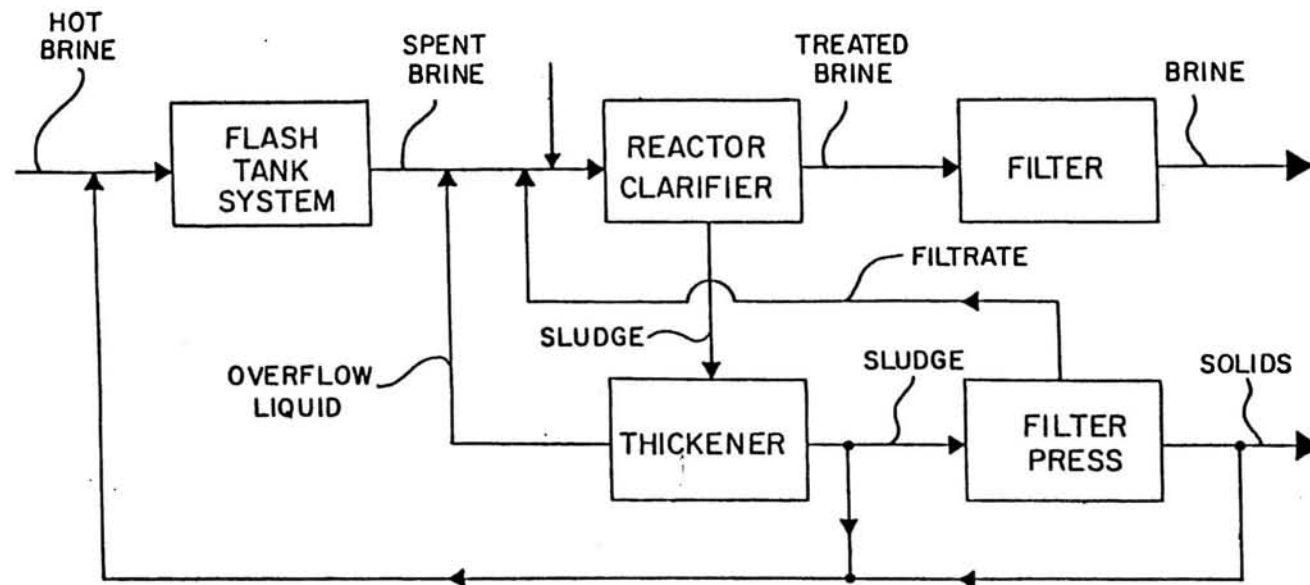 HOT
BRINE
SPENT
BRINE
TREATED
BRINE
BRINE
FLASH
TANK
SYSTEM
REACTOR
CLARIFIER
FILTER
FILTRATE
SLUDGE
OVERFLOW
LIQUID
SLUDGE
SOLIDS
THICKENER
FILTER
PRESS